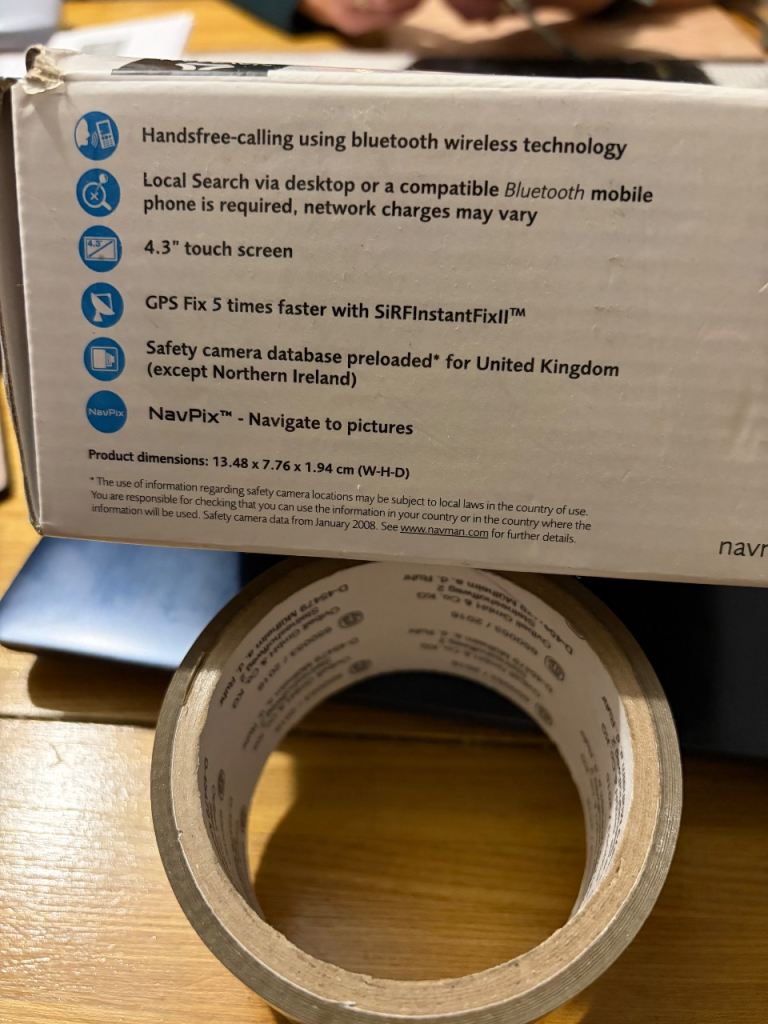 Handsfree-calling using bluetooth wireless technology
Local Search via desktop or a compatible Bluetooth mobile
phone is required, network charges may vary
4.3"
4.3" touch screen
GPS Fix 5 times faster with SiRFInstantFixII™
Safety camera database preloaded* for United Kingdom
(except Northern Ireland)
NavPix
NavPix™ - Navigate to pictures
Product dimensions: 13.48 x 7.76 x 1.94 cm (W-H-D)
* The use of information regarding safety camera locations may be subject to local laws in the country of use.
You are responsible for checking that you can use the information in your country or in the country where the
information will be used. Safety camera data from January 2008. See www.navman.com for further details.
navr
D-45479 Mülheim a. d. Ruhr